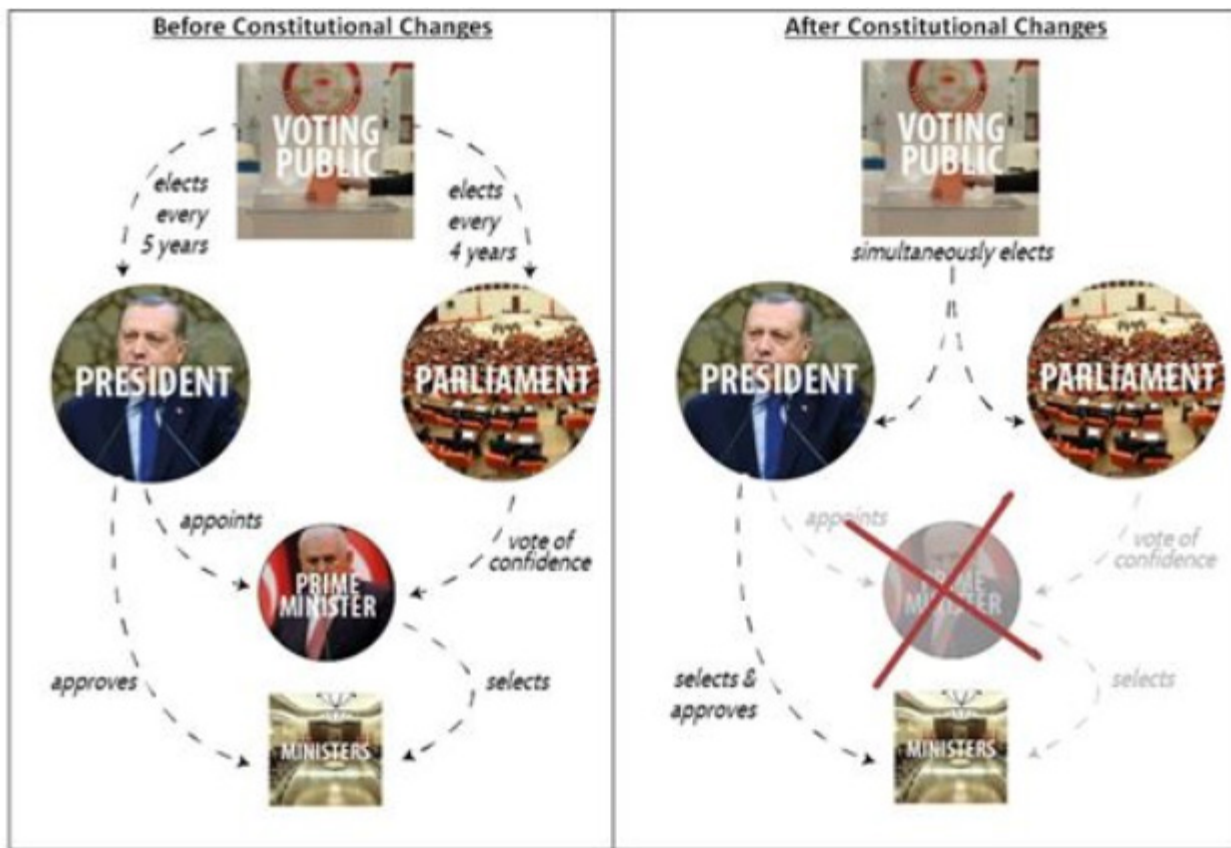 Before Constitutional Changes
VOTING
PUBLIC
elects
every
5 years
elects
every
4 years
PRESIDENT
PARLIAMENT
appoints
vote of
confidence
PRIME
MINISTER
approves
selects
MINISTERS
After Constitutional Changes
VOTING
PUBLIC
simultaneously elects
PRESIDENT
PARLIAMENT
appoints
vote of
confidence
PRIME
MINISTER
selects &
approves
selects
MINISTERS